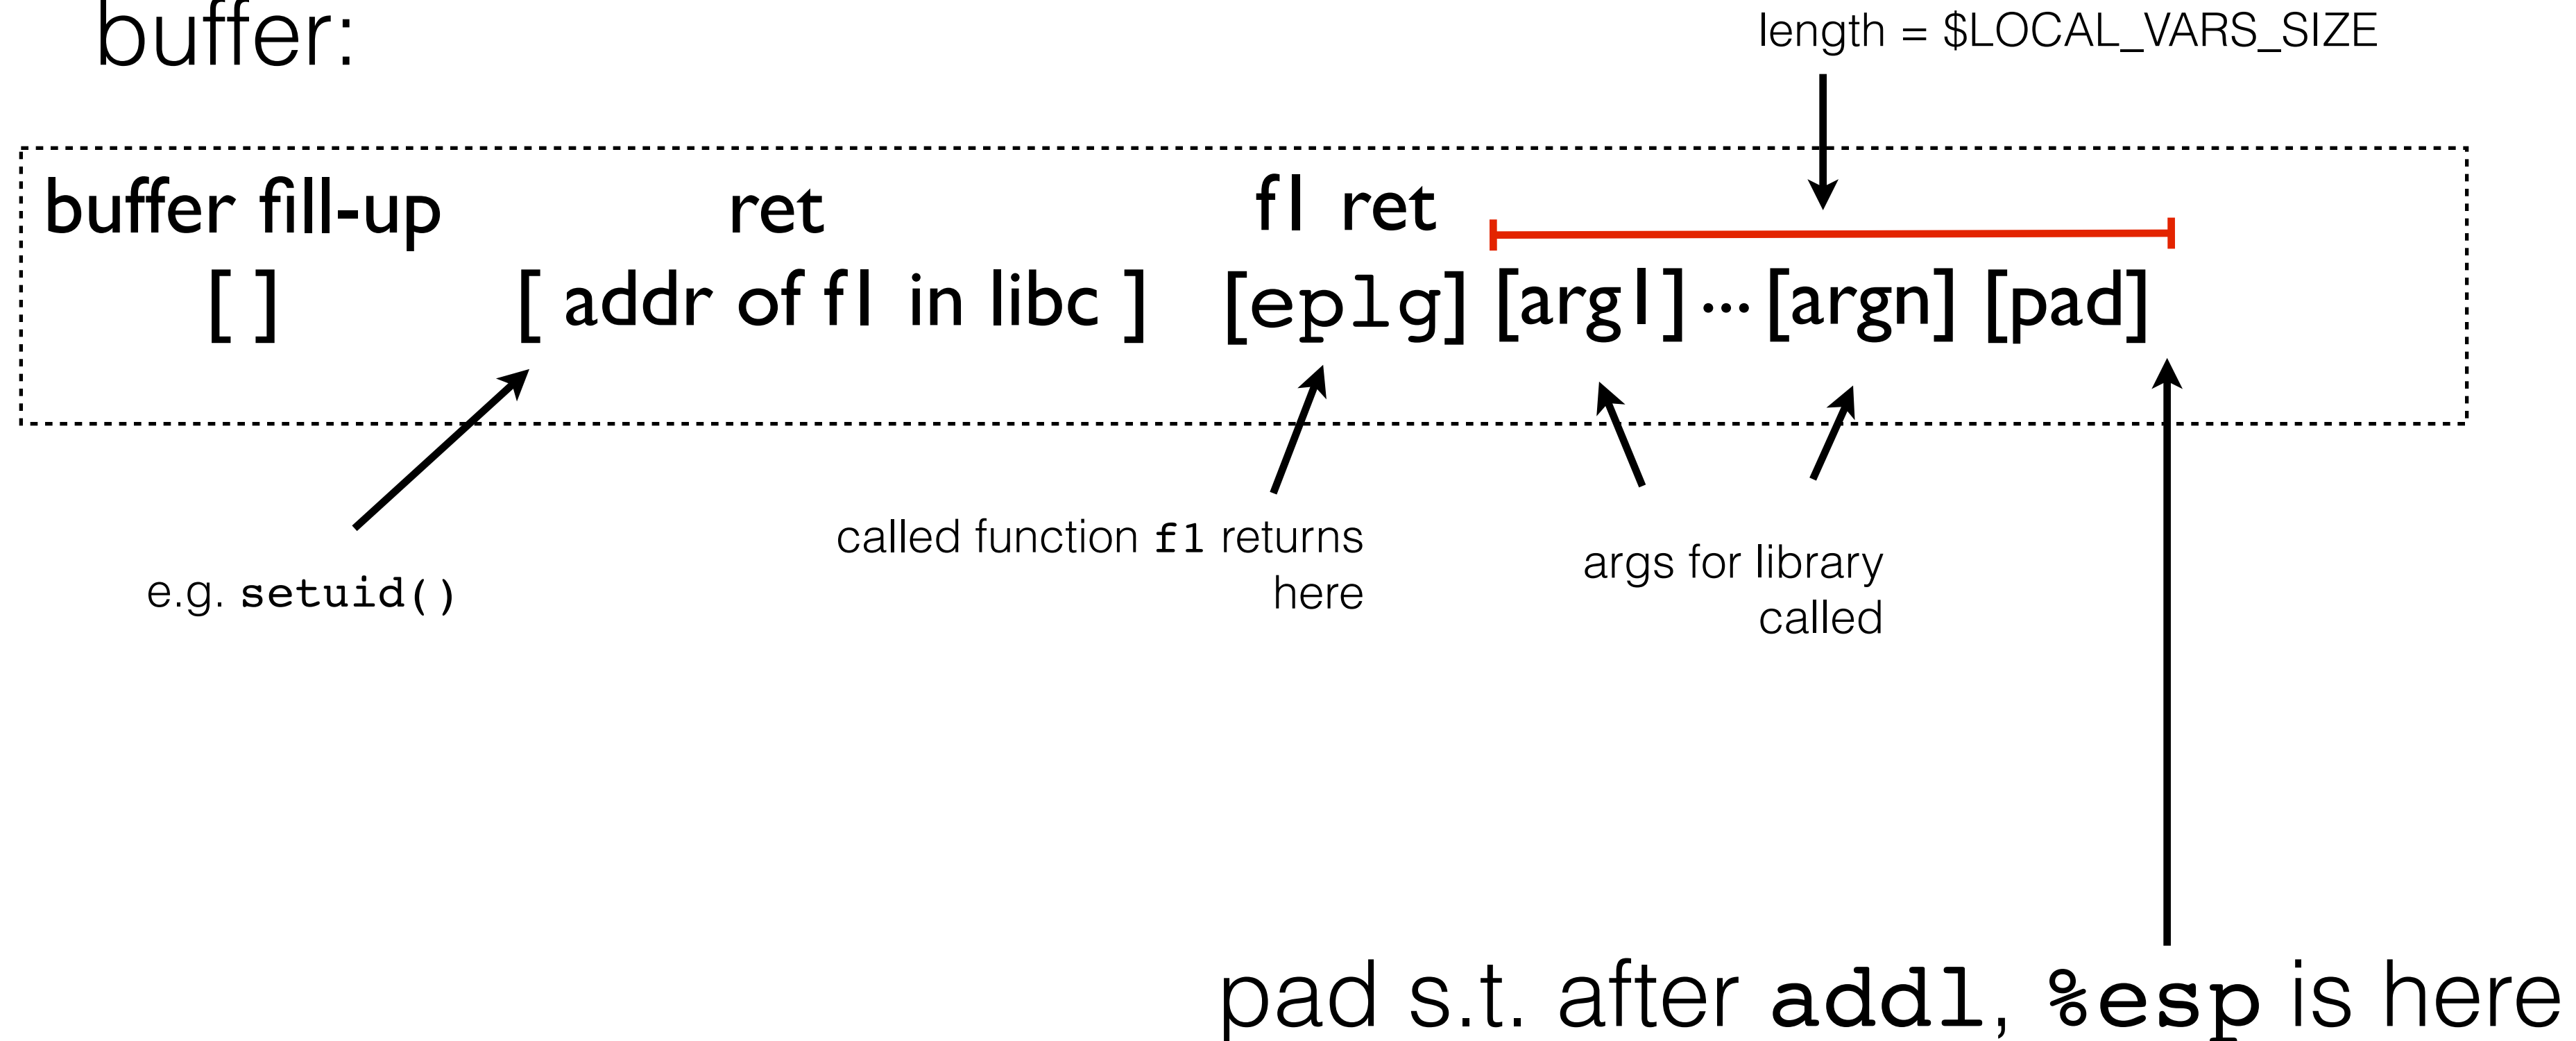 buffer:
length = $LOCAL_VARS_SIZE
buffer fill-up ret f1 ret
[ ] [ addr of f1 in libc ] [eplg] [arg1] ... [argn] [pad]
called function f1 returns
here
args for library
called
e.g. setuid()
pad s.t. after addl, %esp is here